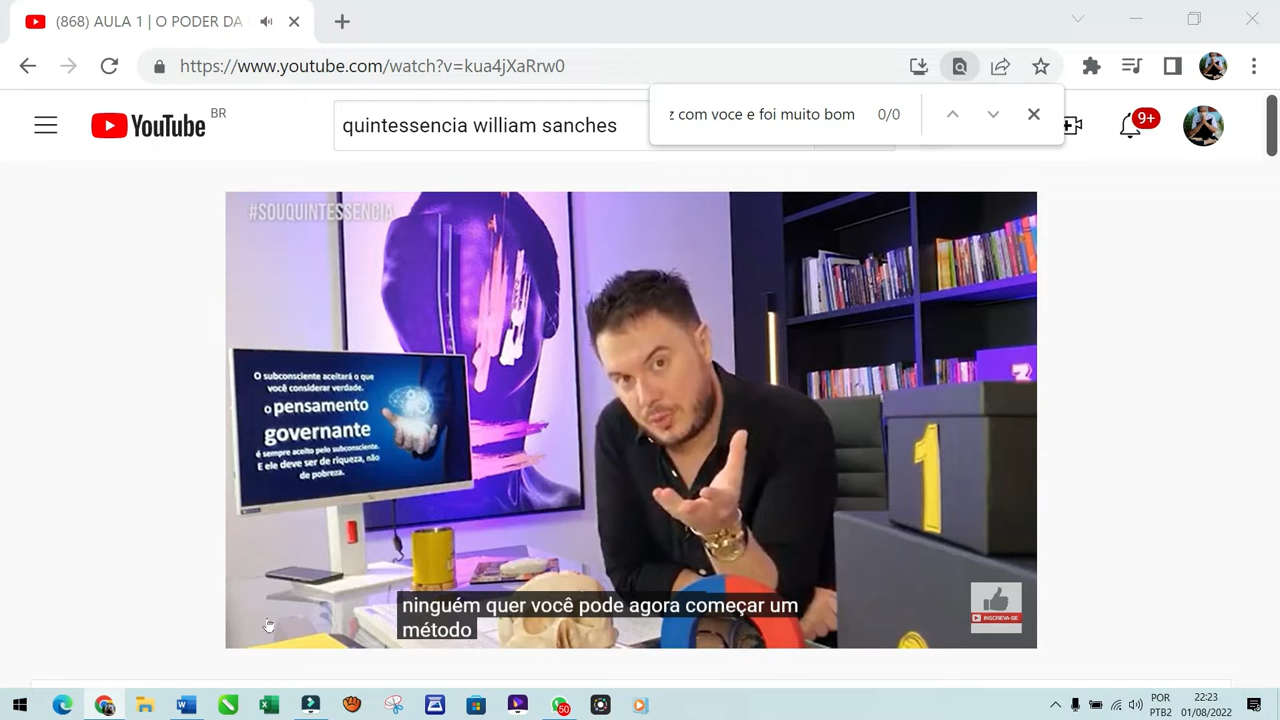 (868) AULA 1 | O PODER DA
https://www.youtube.com/watch?v=kua4jXaRrw0
z com voce e foi muito bom 0/0
YouTube BR
quintessencia william sanches
9+
#SOUQUINTESSENCIA
O subconsciente aceitará o que
você considerar verdade.
o pensamento
governante
é sempre aceito pelo subconsciente.
E ele deve ser de riqueza, não
de pobreza.
1
ninguém quer você pode agora começar um
método
INSCREVA-SE
50
POR
PTB2
22:23
01/08/2022